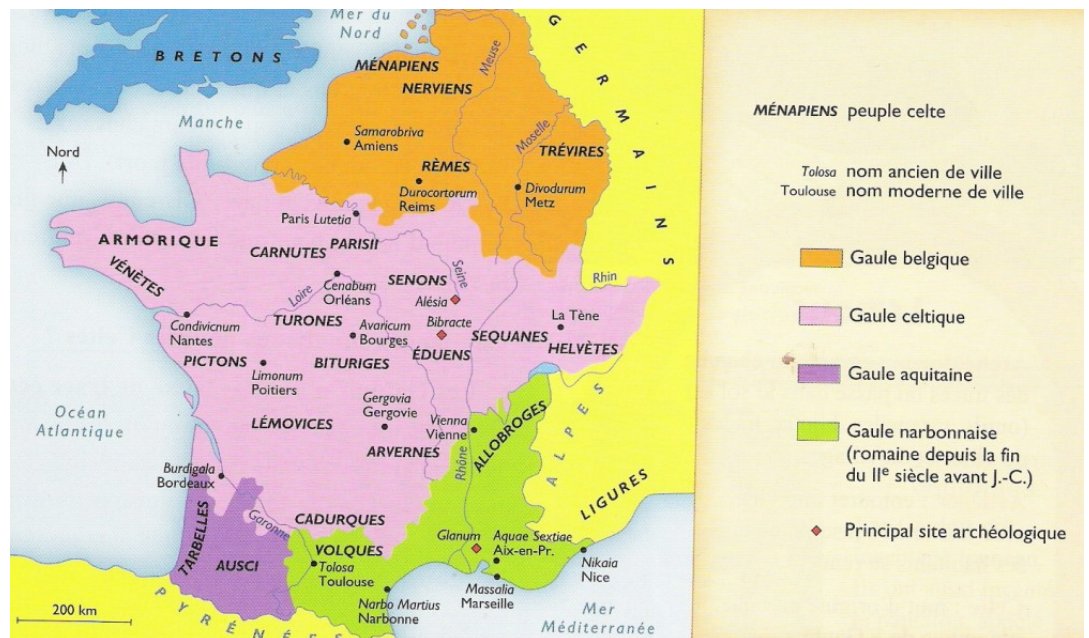 Mer du
Nord
GERMAINS
BRETONS
MÉNAPIENS
NERVIENS
Meuse
Manche
Samarobriva
Amiens
Moselle
TRÉVIRES
Nord
RÈMES
Durocortorum
Reims
Divodurum
Metz
Paris Lutetia
PARISII
ARMORIQUE
CARNUTES
VÉNÈTES
SENONS
Seine
Rhin
Loire
Cenabum
Orléans
Alésia
Condivicnum
Nantes
TURONES
Avaricum
Bourges
Bibracte
La Tène
SEQUANES
HELVÈTES
ÉDUENS
PICTONS
BITURIGES
Limonum
Poitiers
Gergovia
Gergovie
Océan
Atlantique
LÉMOVICES
Vienna
Vienne
ALLOBROGES
ALPES
ARVERNES
Rhône
Burdigala
Bordeaux
LIGURES
Garonne
CADURQUES
TARBELLES
VOLQUES
Glanum
Aquae Sextiae
Aix-en-Pr.
AUSCI
Tolosa
Toulouse
Nikaia
Nice
Massalia
Marseille
Narbo Martius
Narbonne
200 km
PYRÉNÉES
Mer
Méditerranée
MÉNAPIENS peuple celte
Tolosa nom ancien de ville
Toulouse nom moderne de ville
Gaule belgique
Gaule celtique
Gaule aquitaine
Gaule narbonnaise
(romaine depuis la fin
du IIe siècle avant J.-C.)
Principal site archéologique